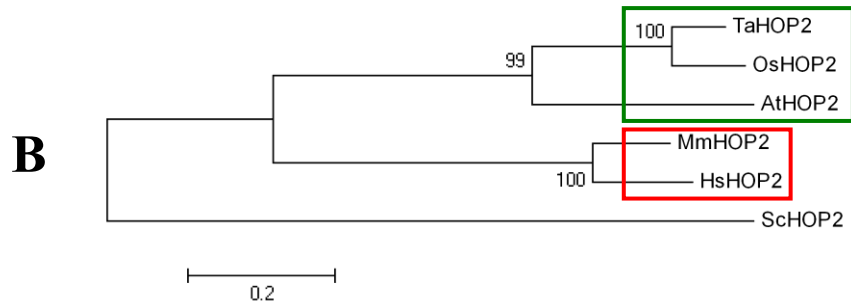 TaHOP2
100
OsHOP2
99
AtHOP2
B
MmHOP2
100
HsHOP2
ScHOP2
0.2